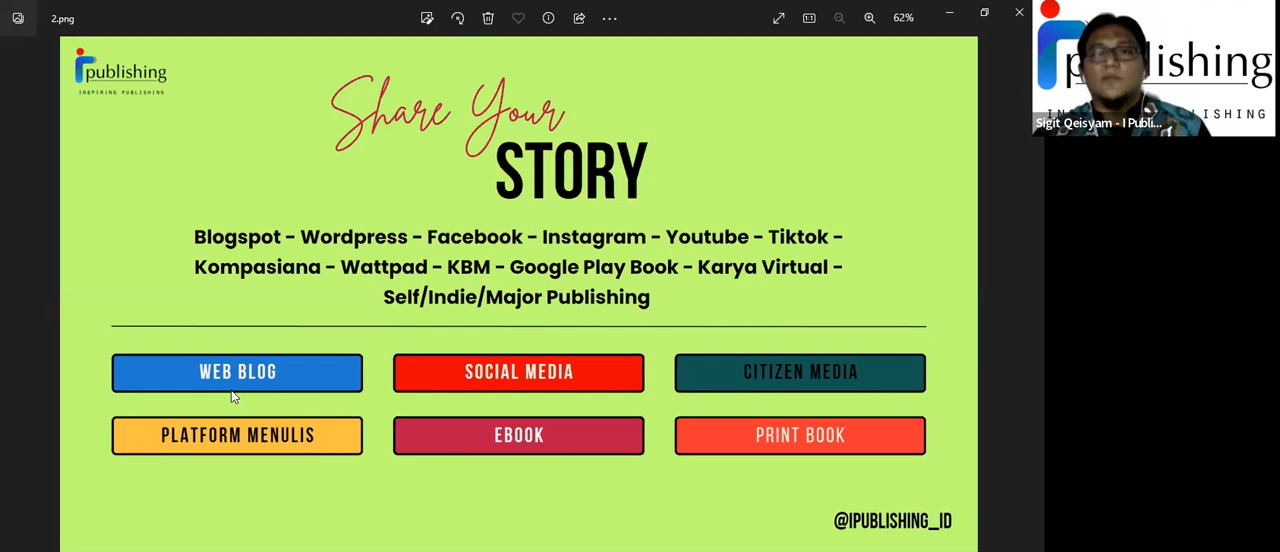 2.png
62%
publishing
INSPIRING PUBLISHING
Share Your
STORY
Blogspot - Wordpress - Facebook - Instagram - Youtube - Tiktok -
Kompasiana - Wattpad - KBM - Google Play Book - Karya Virtual -
Self/Indie/Major Publishing
WEB BLOG
SOCIAL MEDIA
CITIZEN MEDIA
PLATFORM MENULIS
EBOOK
PRINT BOOK
@IPUBLISHING_ID
Sigit Qeisyam - I Publi...